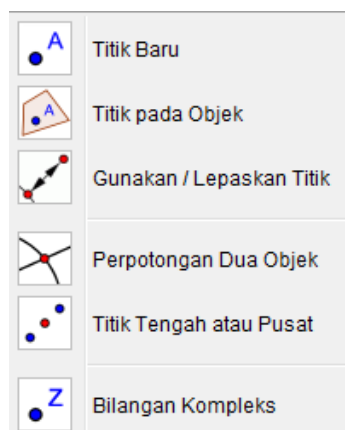 A
Titik Baru
A
Titik pada Objek
Gunakan / Lepaskan Titik
Perpotongan Dua Objek
Titik Tengah atau Pusat
Z
Bilangan Kompleks